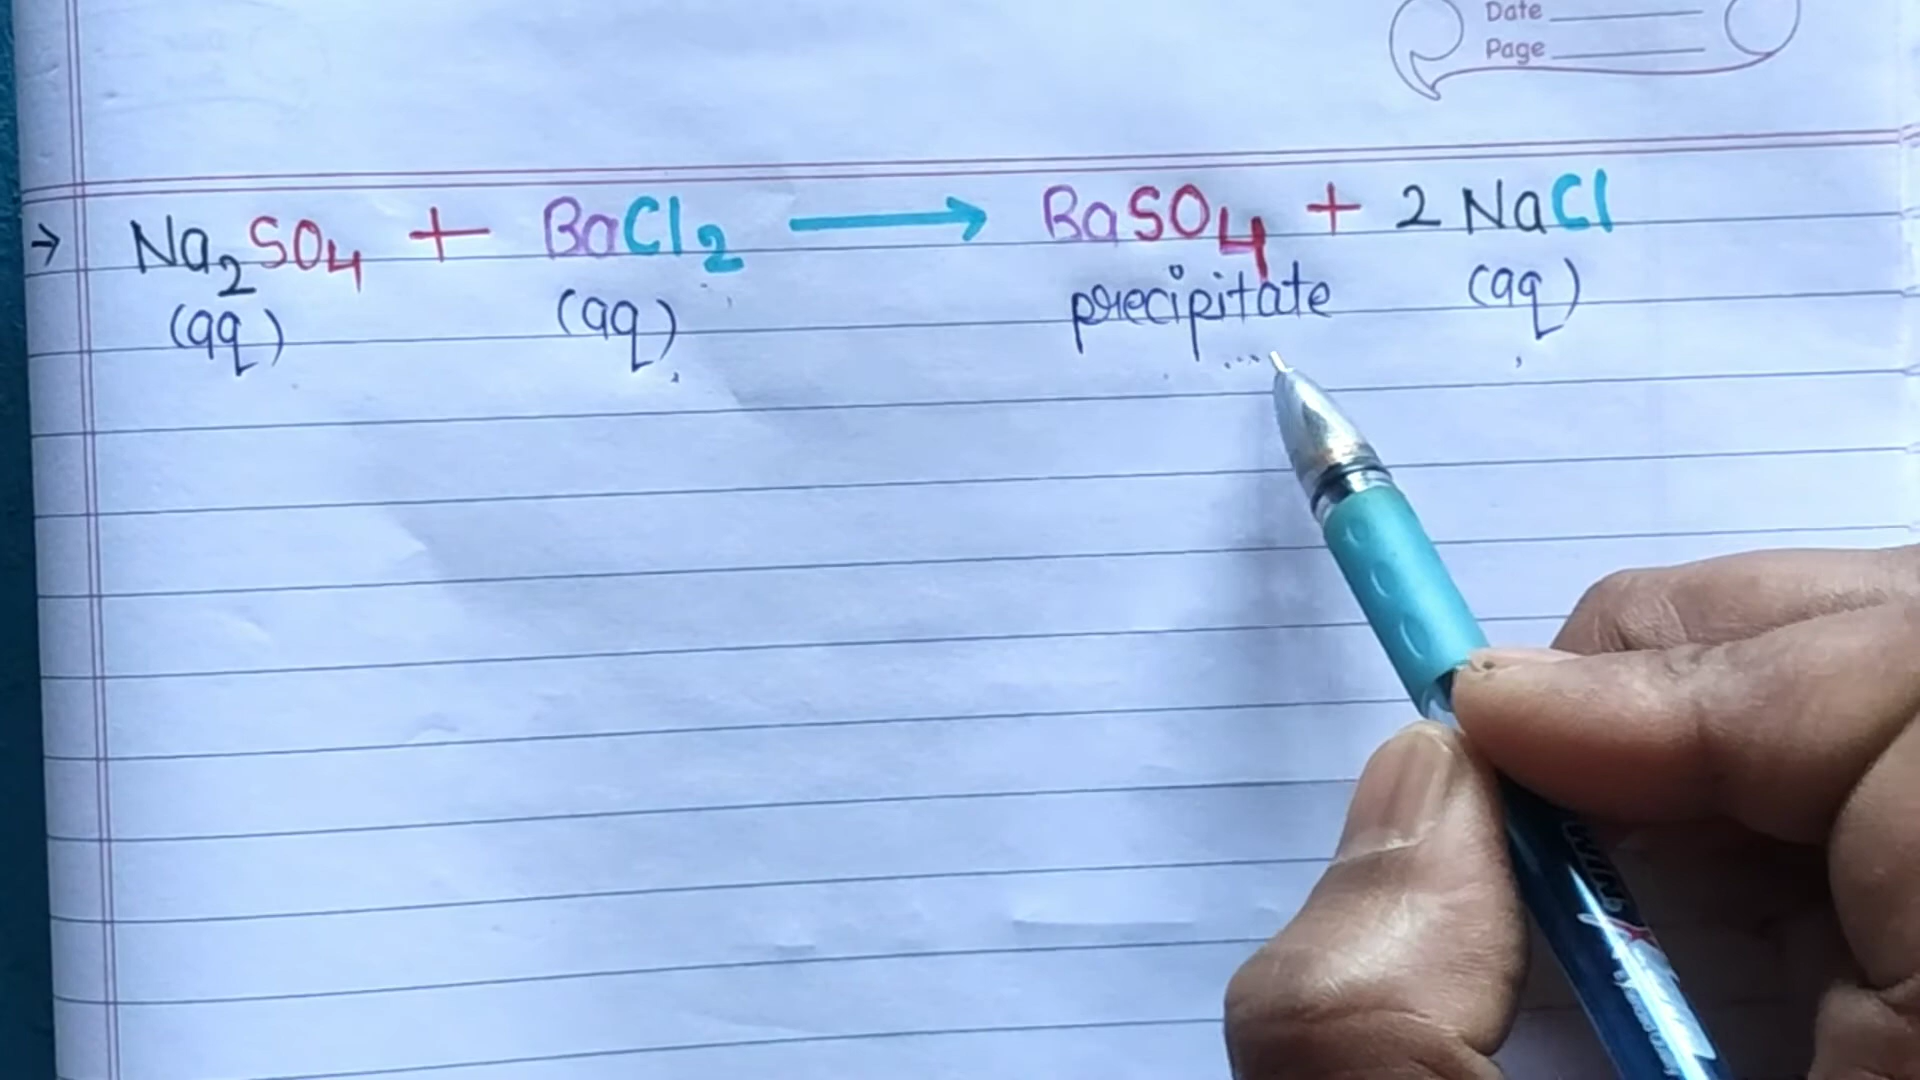 Date
Page
→ Na₂SO₄ + BaCl₂ ⟶ BaSO₄ + 2 NaCl
(aq) (aq) precipitate (aq)